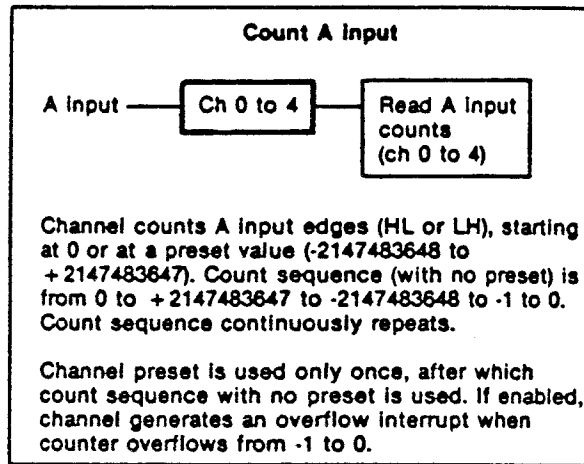 Count A Input
A Input
Ch 0 to 4
Read A Input
counts
(ch 0 to 4)
Channel counts A input edges (HL or LH), starting
at 0 or at a preset value (-2147483648 to
+2147483647). Count sequence (with no preset) is
from 0 to +2147483647 to -2147483648 to -1 to 0.
Count sequence continuously repeats.
Channel preset is used only once, after which
count sequence with no preset is used. If enabled,
channel generates an overflow interrupt when
counter overflows from -1 to 0.